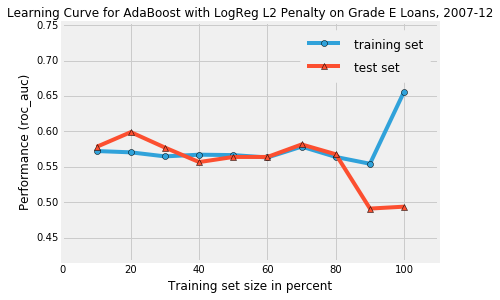 Learning Curve for AdaBoost with LogReg L2 Penalty on Grade E Loans, 2007-12
0.75
0.70
0.65
0.60
0.55
0.50
0.45
Performance (roc_auc)
training set
test set
0 20 40 60 80 100
Training set size in percent